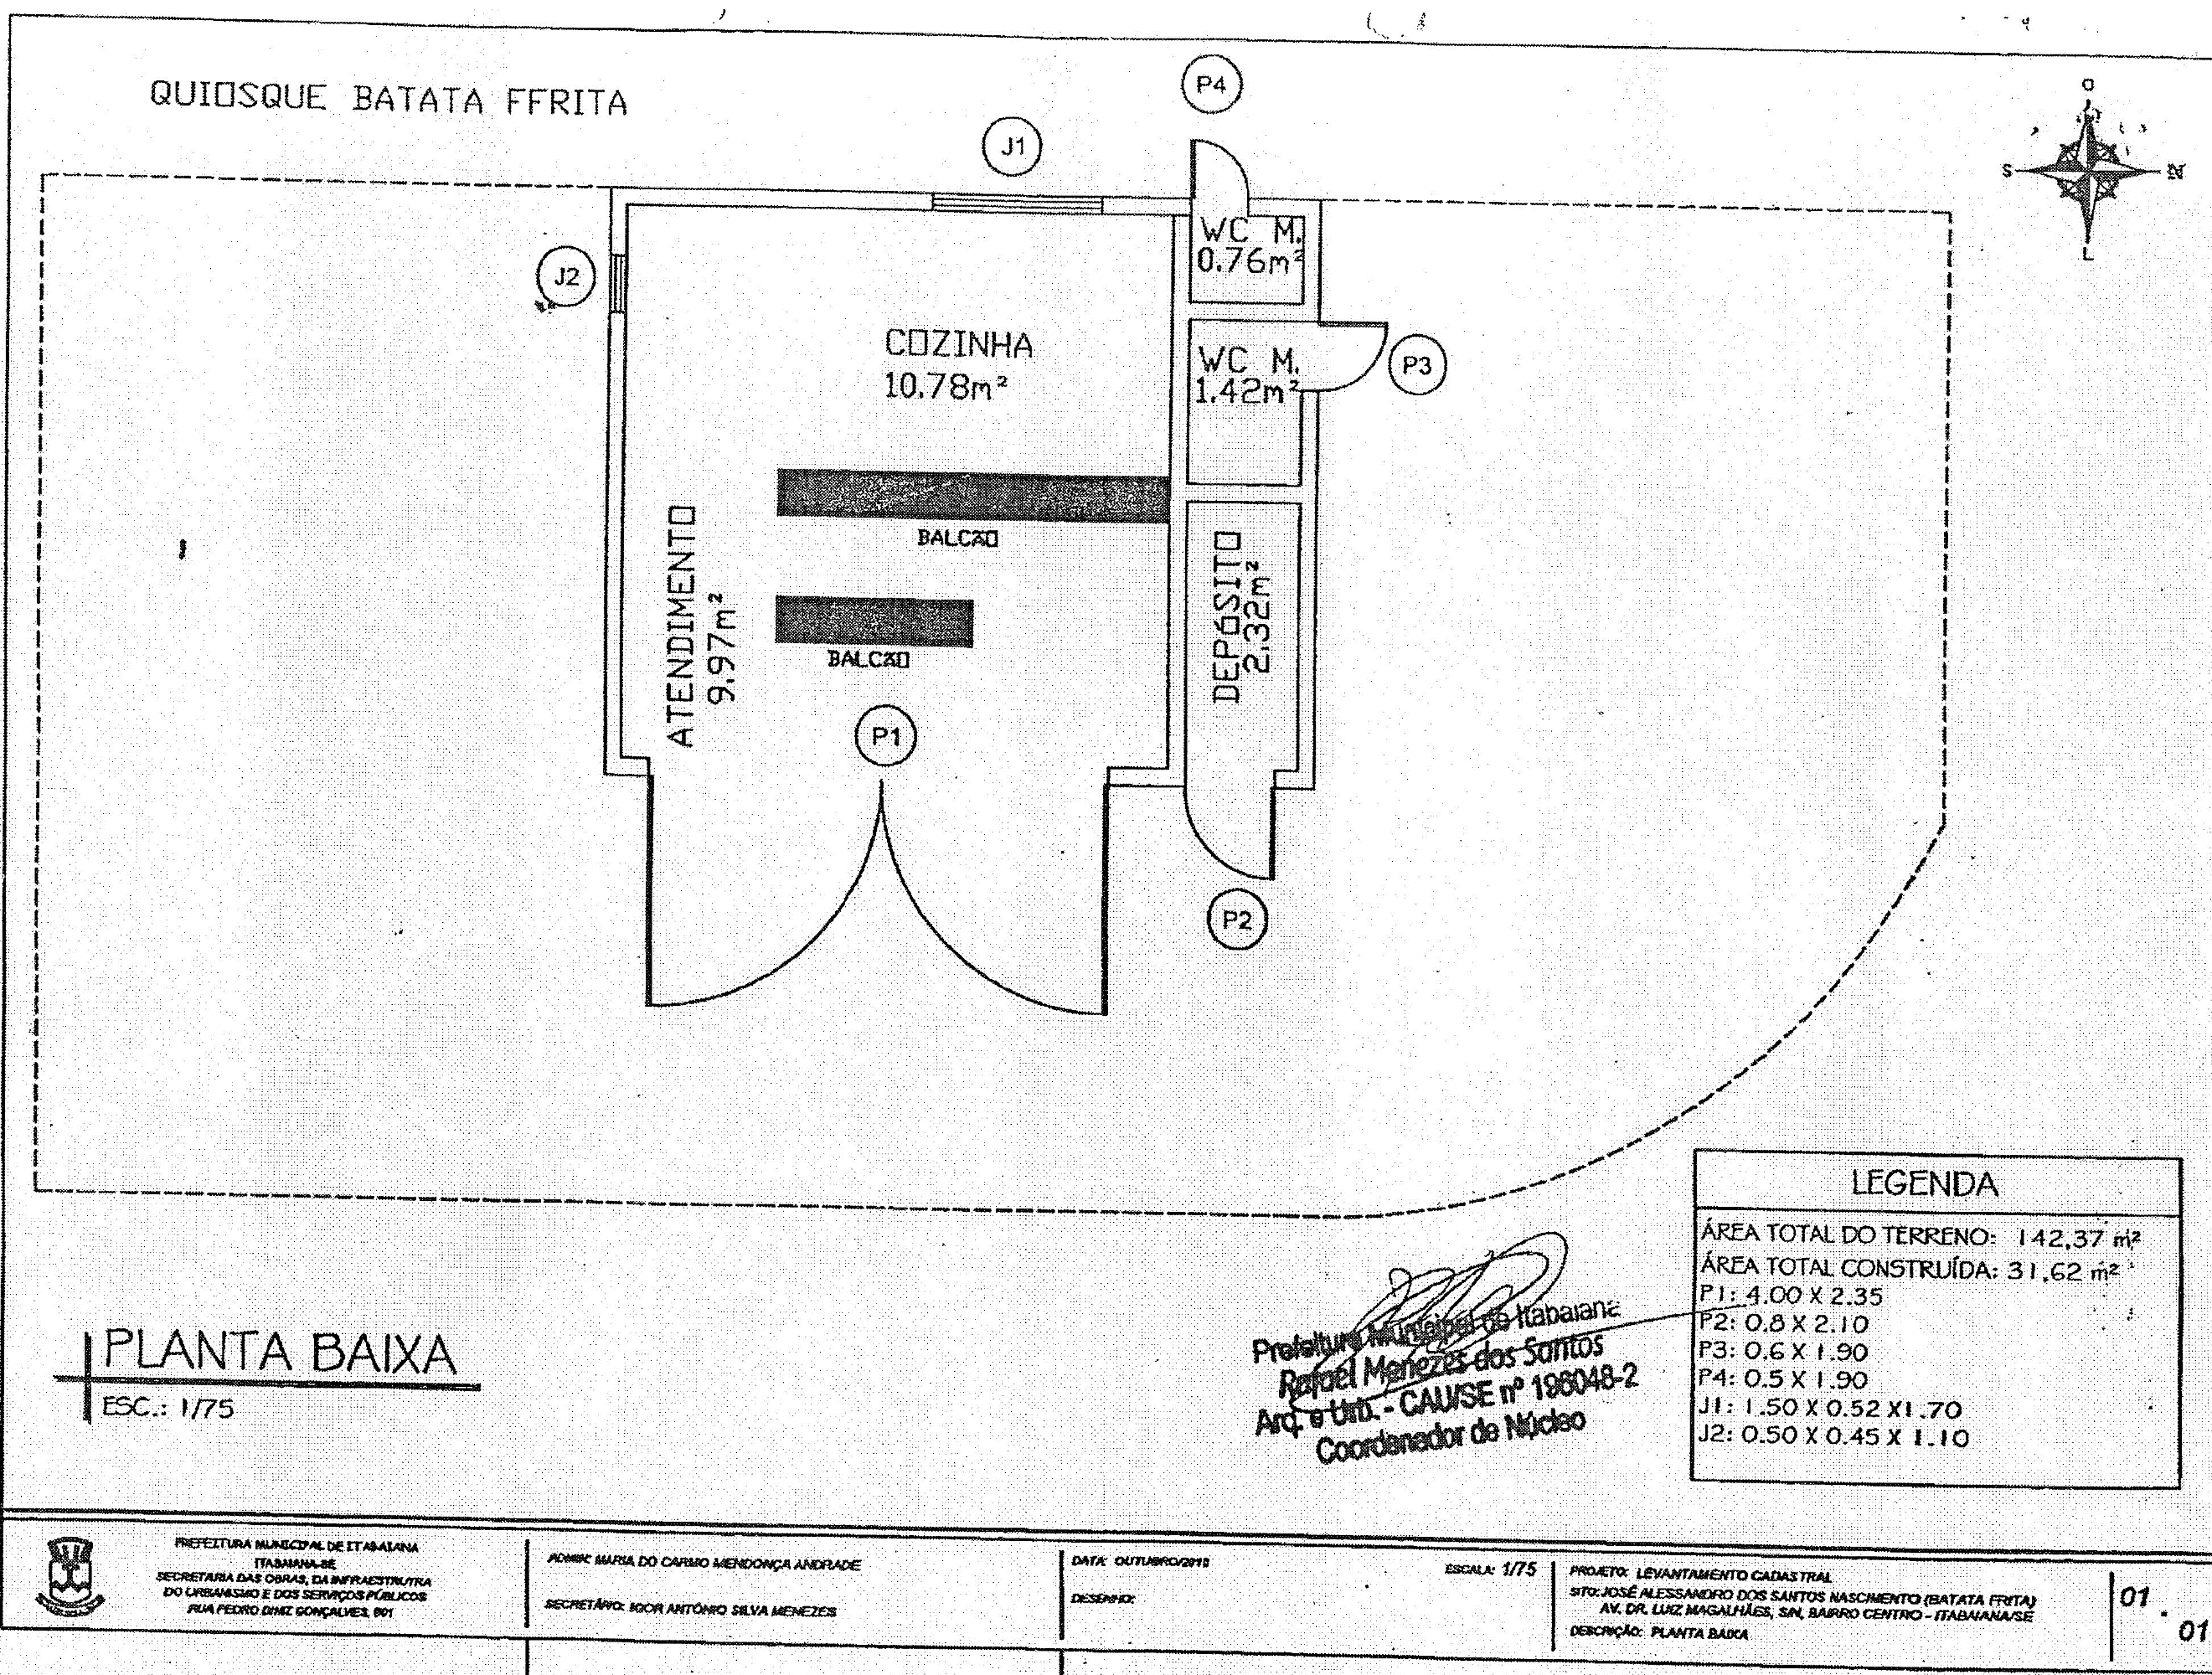 QUIOSQUE BATATA FFRITA
P4
J1
O
S
N
L
J2
WC M.
0.76m²
COZINHA
10.78m²
WC M.
1.42m²
P3
BALCÃO
ATENDIMENTO
9.97m²
DEPÓSITO
2.32m²
BALCÃO
P1
P2
LEGENDA
ÁREA TOTAL DO TERRENO: 142,37 m²
ÁREA TOTAL CONSTRUÍDA: 31,62 m²
P1: 4.00 X 2.35
P2: 0.8 X 2.10
P3: 0.6 X 1.90
P4: 0.5 X 1.90
J1: 1.50 X 0.52 X1.70
J2: 0.50 X 0.45 X 1.10
PLANTA BAIXA
ESC.: 1/75
Prefeitura Municipal de Itabaiana
Rafael Menezes dos Santos
Arq. e Urb. - CAU/SE nº 196048-2
Coordenador de Núcleo
PREFEITURA MUNICIPAL DE ITABAIANA
ITABAIANA-SE
SECRETARIA DAS OBRAS, DA INFRAESTRUTRA
DO URBANISMO E DOS SERVIÇOS PÚBLICOS
RUA PEDRO DINIZ GONÇALVES, 901
ADMIN: MARIA DO CARMO MENDONÇA ANDRADE
SECRETÁRIO: IGOR ANTÔNIO SILVA MENEZES
DATA: OUTUBRO/2018
DESENHO:
ESCALA: 1/75
PROJETO: LEVANTAMENTO CADASTRAL
SITO: JOSÉ ALESSANDRO DOS SANTOS NASCIMENTO (BATATA FRITA)
AV. DR. LUIZ MAGALHÃES, S/N, BAIRRO CENTRO - ITABAIANA/SE
DESCRIÇÃO: PLANTA BAIXA
01
01